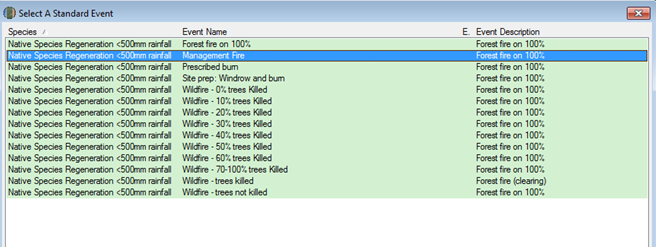 Select A Standard Event
Species / Event Name E. Event Description
Native Species Regeneration <500mm rainfall Forest fire on 100% Forest fire on 100%
Native Species Regeneration <500mm rainfall Management Fire Forest fire on 100%
Native Species Regeneration <500mm rainfall Prescribed burn Forest fire on 100%
Native Species Regeneration <500mm rainfall Site prep: Windrow and burn Forest fire on 100%
Native Species Regeneration <500mm rainfall Wildfire - 0% trees Killed Forest fire on 100%
Native Species Regeneration <500mm rainfall Wildfire - 10% trees Killed Forest fire on 100%
Native Species Regeneration <500mm rainfall Wildfire - 20% trees Killed Forest fire on 100%
Native Species Regeneration <500mm rainfall Wildfire - 30% trees Killed Forest fire on 100%
Native Species Regeneration <500mm rainfall Wildfire - 40% trees Killed Forest fire on 100%
Native Species Regeneration <500mm rainfall Wildfire - 50% trees Killed Forest fire on 100%
Native Species Regeneration <500mm rainfall Wildfire - 60% trees Killed Forest fire on 100%
Native Species Regeneration <500mm rainfall Wildfire - 70-100% trees Killed Forest fire on 100%
Native Species Regeneration <500mm rainfall Wildfire - trees killed Forest fire (clearing)
Native Species Regeneration <500mm rainfall Wildfire - trees not killed Forest fire on 100%